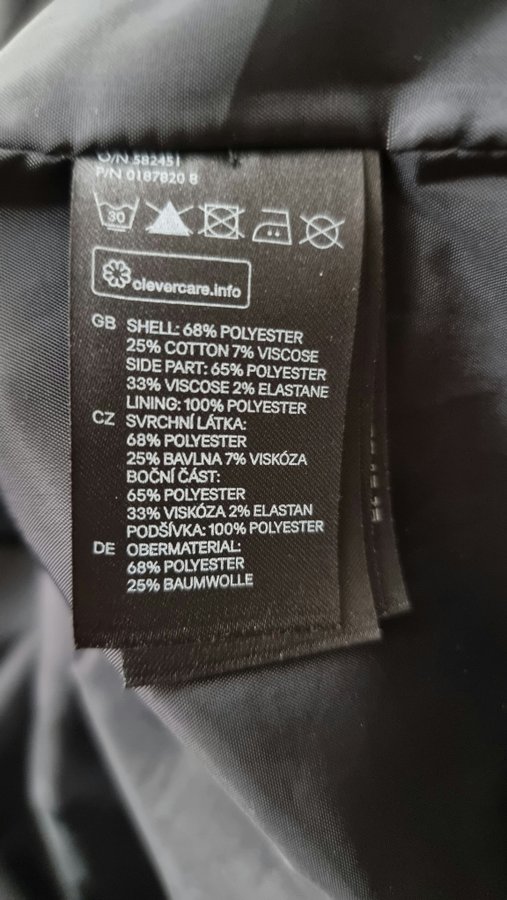 O/N 582451
P/N 0187820 8
30
clevercare.info
GB SHELL: 68% POLYESTER
25% COTTON 7% VISCOSE
SIDE PART: 65% POLYESTER
33% VISCOSE 2% ELASTANE
LINING: 100% POLYESTER
CZ SVRCHNÍ LÁTKA:
68% POLYESTER
25% BAVLNA 7% VISKÓZA
BOČNÍ ČÁST:
65% POLYESTER
33% VISKÓZA 2% ELASTAN
PODŠÍVKA: 100% POLYESTER
DE OBERMATERIAL:
68% POLYESTER
25% BAUMWOLLE